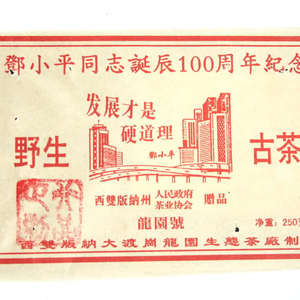 鄧小平同志誕辰100周年紀念
发展才是
硬道理
鄧小平
野生
古茶
西雙版納州 人民政府 贈品
茶业协会
龍園號
净重:250
西雙版納大渡崗龍園生態茶廠制